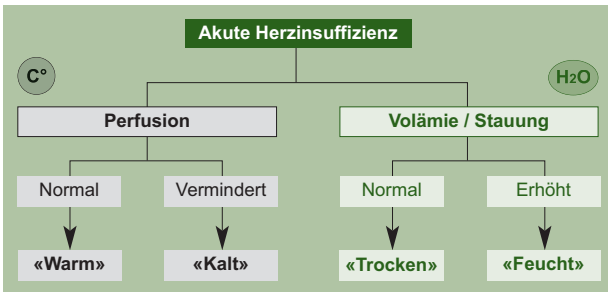 Akute Herzinsuffizienz
C°
H2O
Perfusion
Volämie / Stauung
Normal
Vermindert
Normal
Erhöht
«Warm»
«Kalt»
«Trocken»
«Feucht»